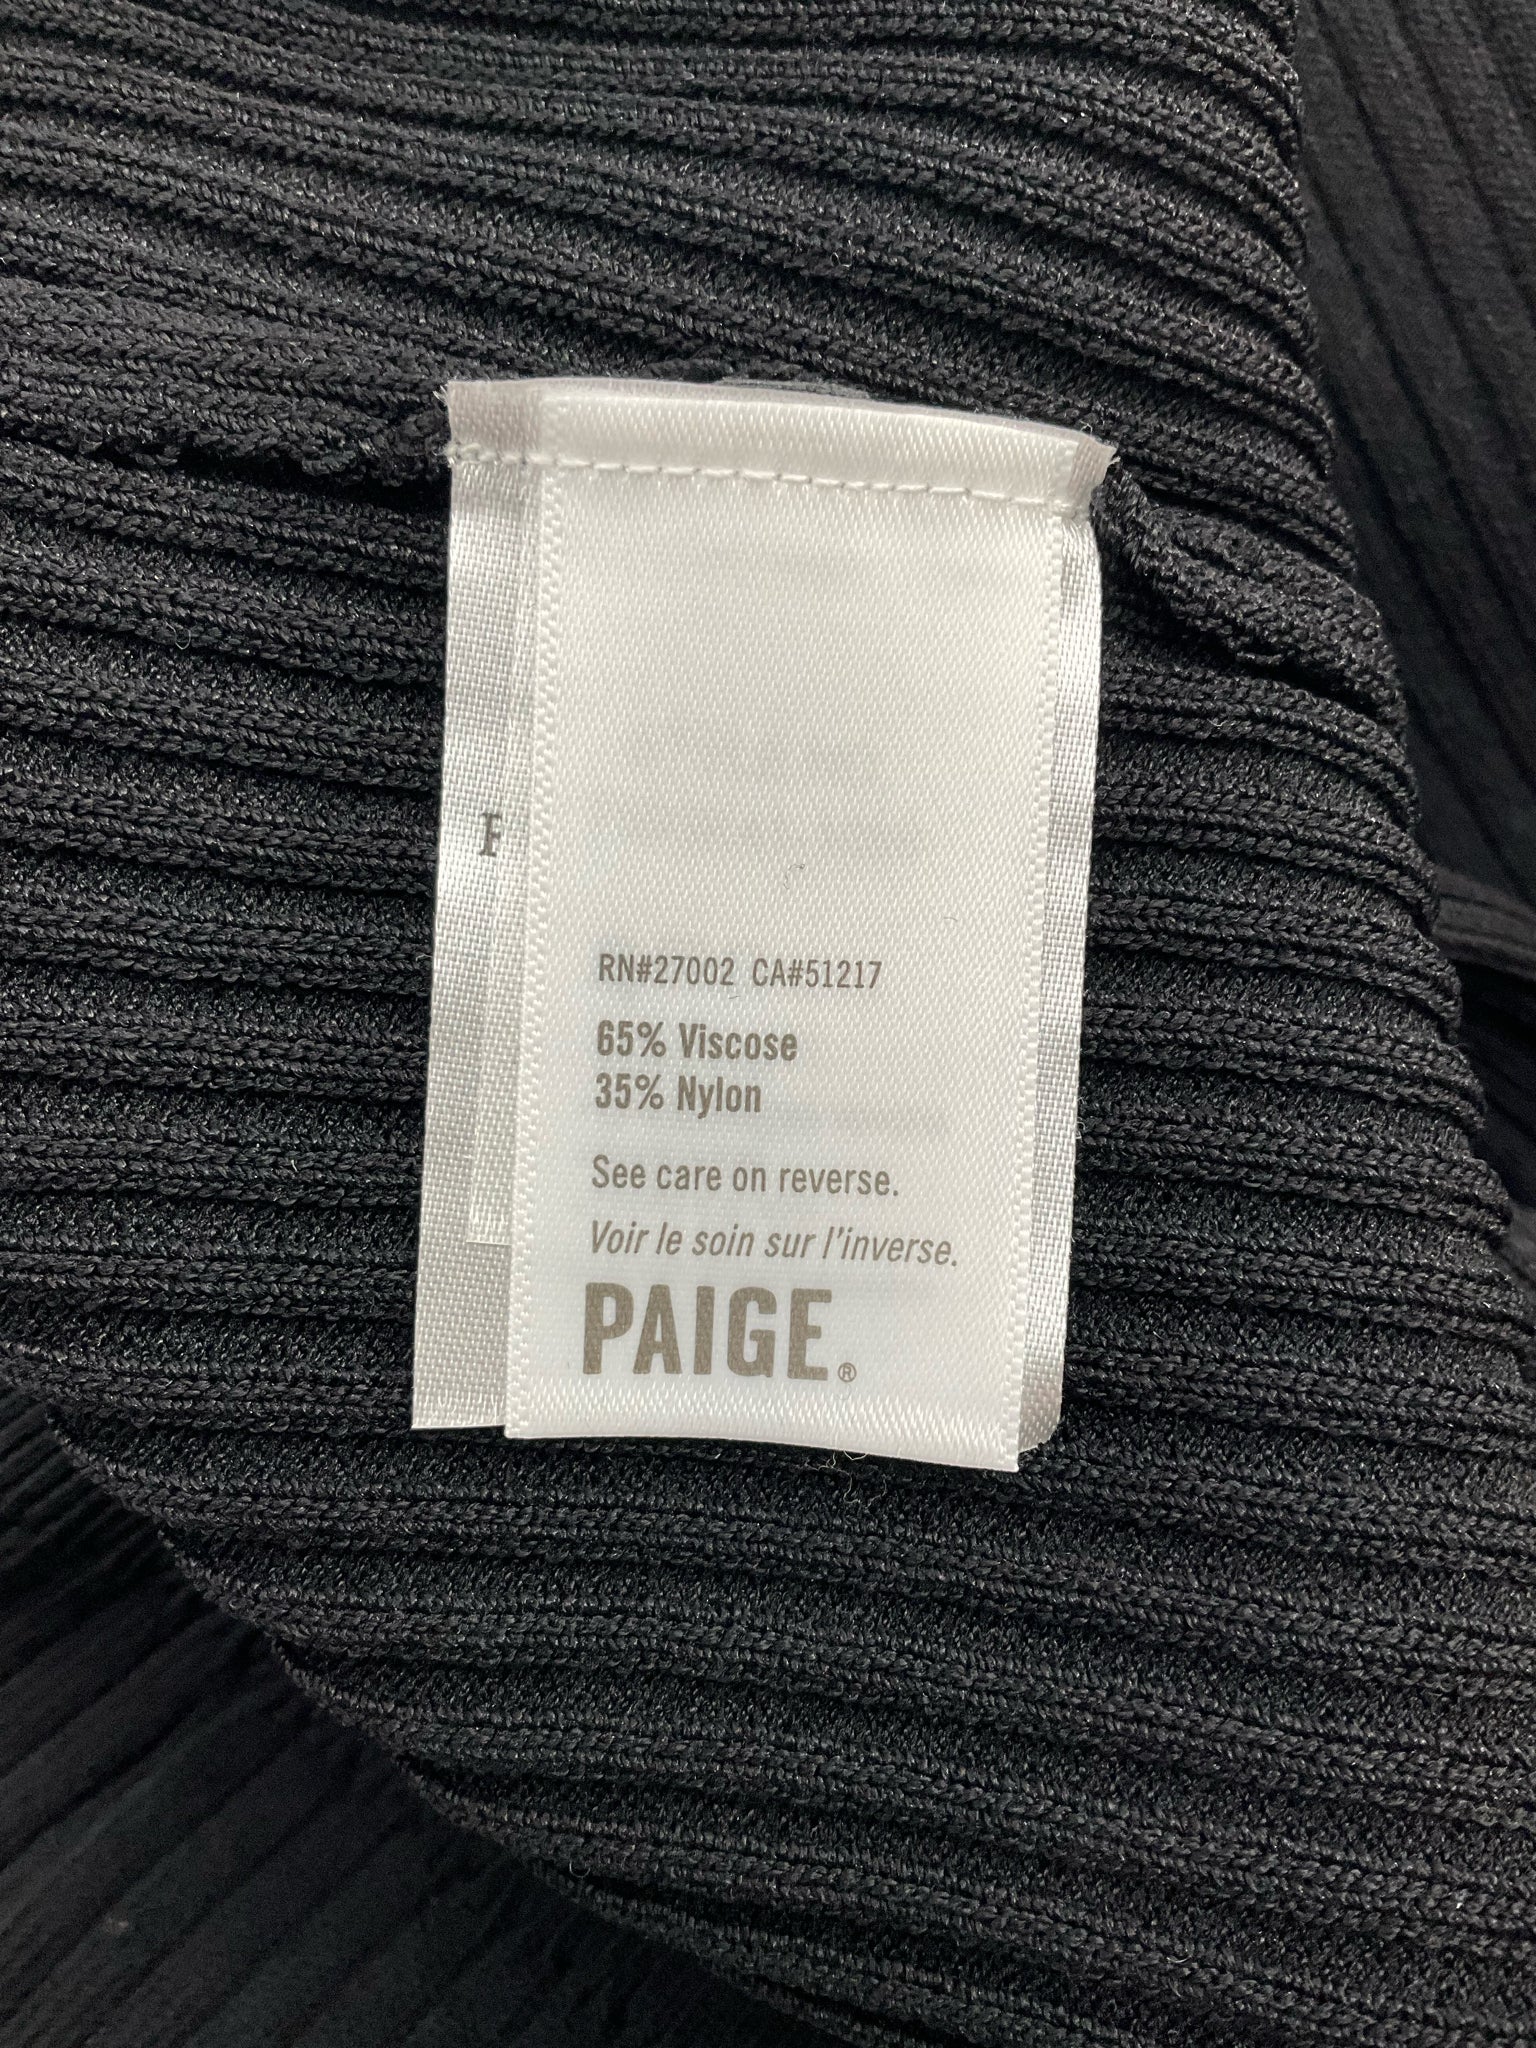 RN#27002 CA#51217
65% Viscose
35% Nylon
See care on reverse.
Voir le soin sur l'inverse.
PAIGE®